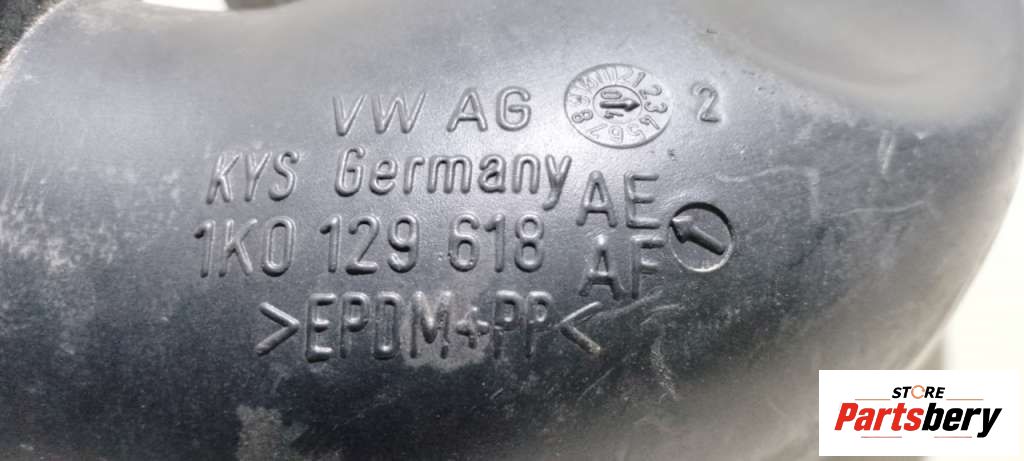 VW AG
2
KYS Germany
AE
1K0 129 618
AF
>EPDM+PP<
STORE
Partsbery